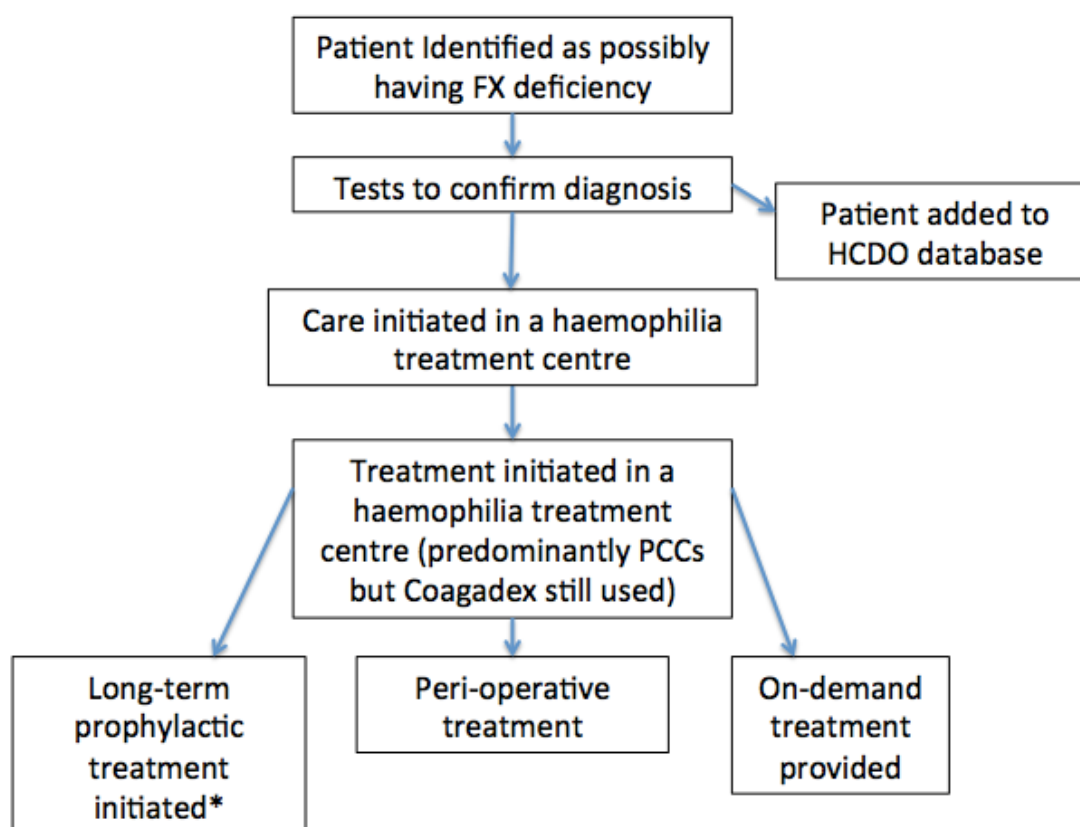 Patient Identified as possibly
having FX deficiency
Tests to confirm diagnosis
Patient added to
HCDO database
Care initiated in a haemophilia
treatment centre
Treatment initiated in a
haemophilia treatment
centre (predominantly PCCs
but Coagadex still used)
Long-term
prophylactic
treatment
initiated*
Peri-operative
treatment
On-demand
treatment
provided